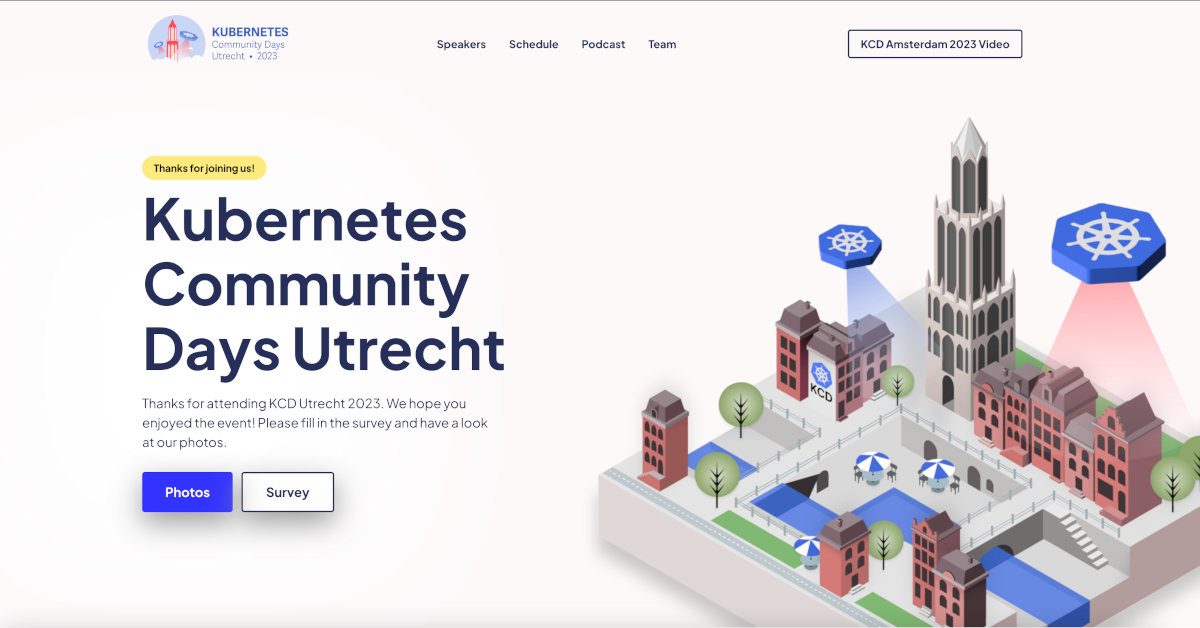 KUBERNETES
Community Days
Utrecht • 2023
Speakers
Schedule
Podcast
Team
KCD Amsterdam 2023 Video
Thanks for joining us!
Kubernetes
Community
Days Utrecht
Thanks for attending KCD Utrecht 2023. We hope you
enjoyed the event! Please fill in the survey and have a look
at our photos.
Photos
Survey
KCD